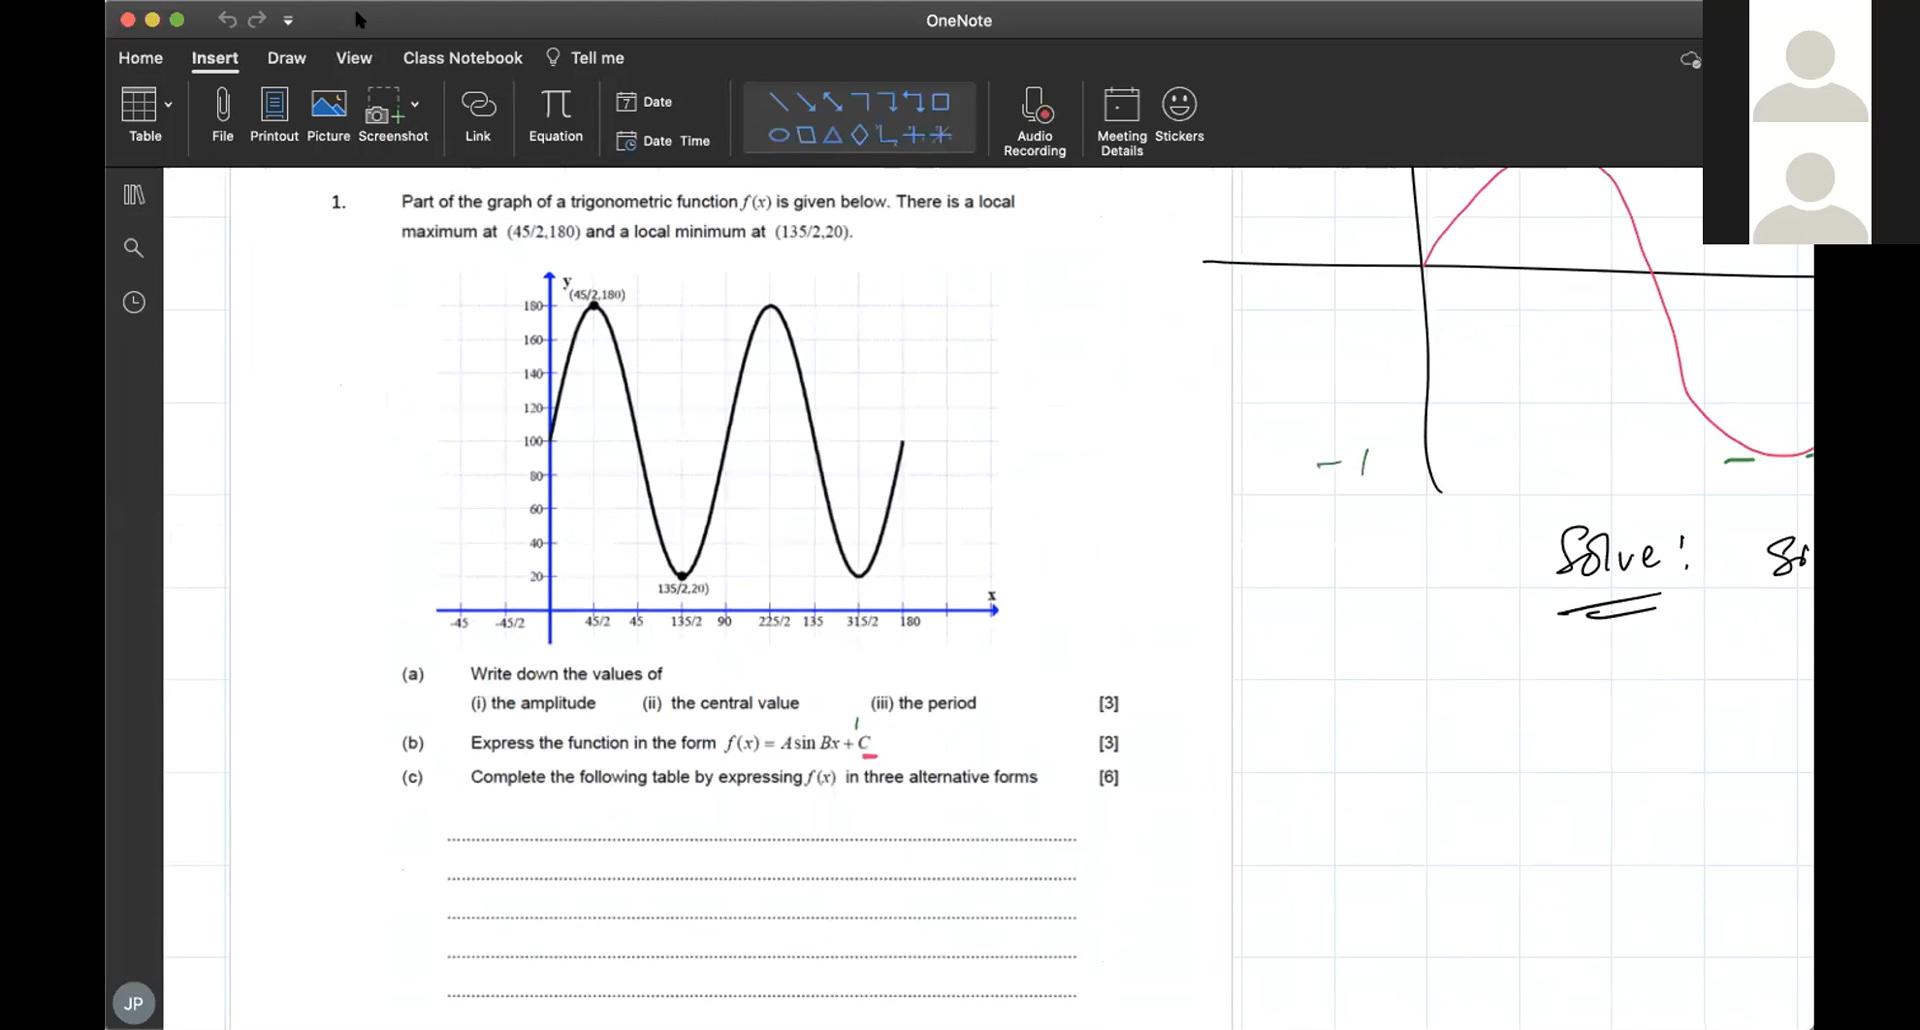 OneNote
Home Insert Draw View Class Notebook Tell me
Table File Printout Picture Screenshot Link Equation Date Date Time Audio Recording Meeting Details Stickers
1. Part of the graph of a trigonometric function f(x) is given below. There is a local
maximum at (45/2,180) and a local minimum at (135/2,20).
y
(45/2,180)
180
160
140
120
100
80
60
40
20
135/2,20)
x
-45 -45/2 45/2 45 135/2 90 225/2 135 315/2 180
(a) Write down the values of
(i) the amplitude (ii) the central value (iii) the period [3]
(b) Express the function in the form f(x) = A sin Bx + C [3]
(c) Complete the following table by expressing f(x) in three alternative forms [6]
- 1
Solve:
JP